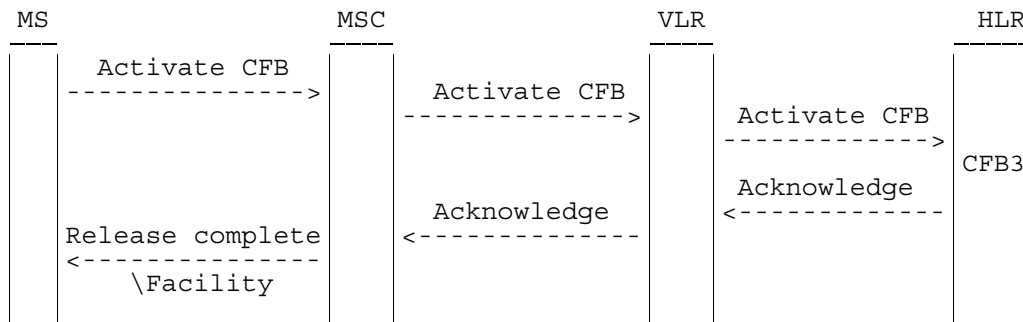 MS MSC VLR HLR
Activate CFB
Activate CFB
Activate CFB
CFB3
Acknowledge
Acknowledge
Release complete
\Facility